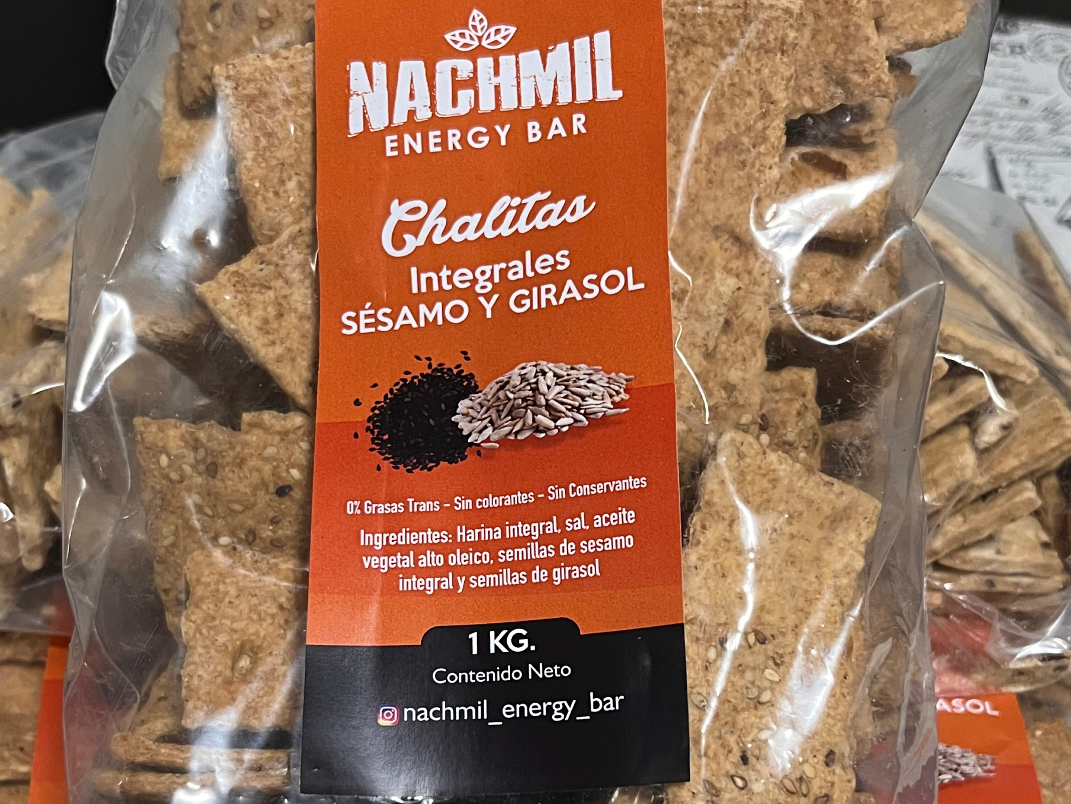 NACHMIL
ENERGY BAR
Chalitas
Integrales
SÉSAMO Y GIRASOL
0% Grasas Trans - Sin colorantes - Sin Conservantes
Ingredientes: Harina integral, sal, aceite
vegetal alto oleico, semillas de sesamo
integral y semillas de girasol
1 KG.
Contenido Neto
nachmil_energy_bar
ASOL